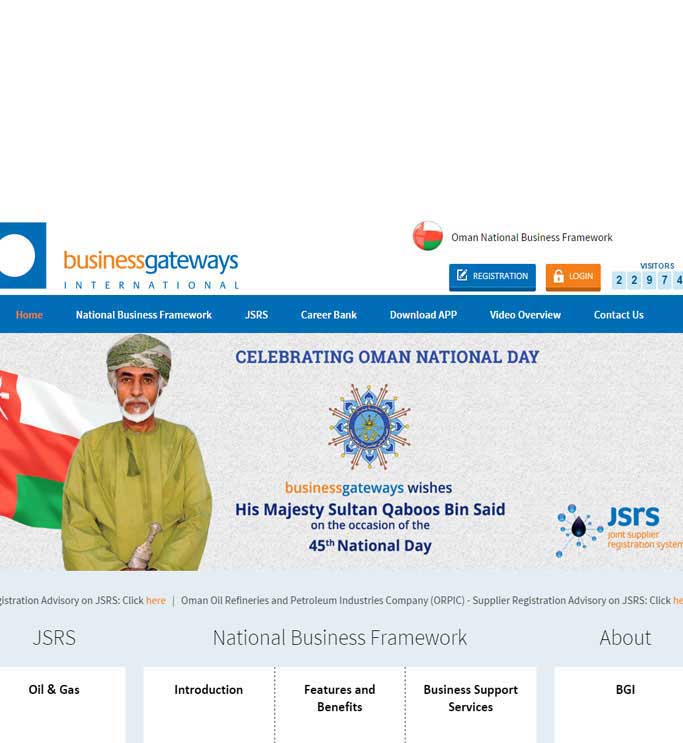 Oman National Business Framework
businessgateways
INTERNATIONAL
REGISTRATION
LOGIN
VISITORS
2 2 9 7 4
Home National Business Framework JSRS Career Bank Download APP Video Overview Contact Us
CELEBRATING OMAN NATIONAL DAY
businessgateways wishes
His Majesty Sultan Qaboos Bin Said
on the occasion of the
45th National Day
JSRS
joint supplier
registration system
gistration Advisory on JSRS: Click here | Oman Oil Refineries and Petroleum Industries Company (ORPIC) - Supplier Registration Advisory on JSRS: Click he
JSRS National Business Framework About
Oil & Gas Introduction Features and Benefits Business Support Services BGI